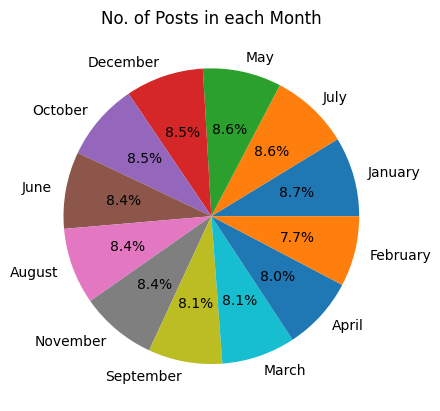 No. of Posts in each Month
January
8.7%
July
8.6%
May
8.6%
December
8.5%
October
8.5%
June
8.4%
August
8.4%
November
8.4%
September
8.1%
March
8.1%
April
8.0%
February
7.7%